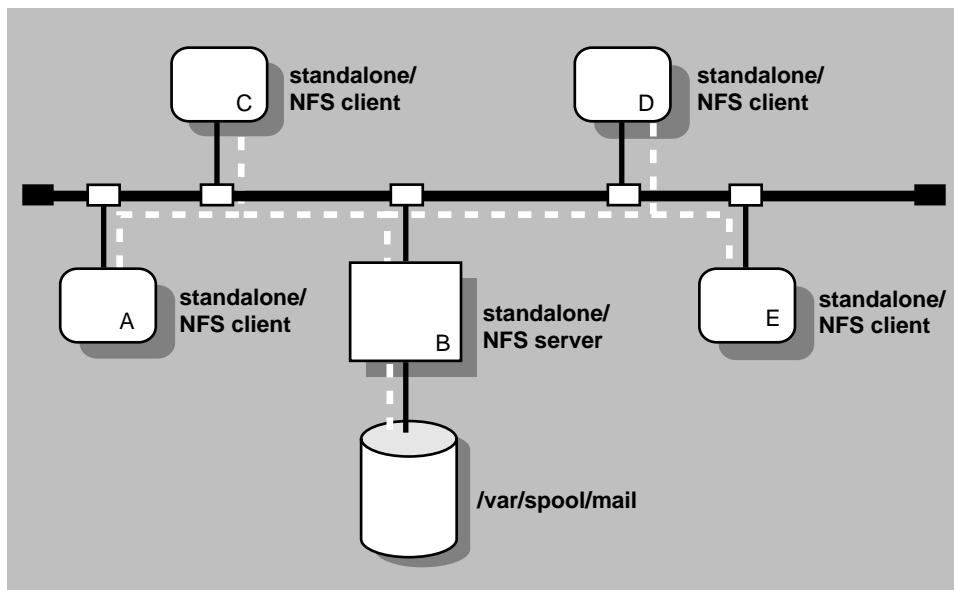 C
standalone/
NFS client
D
standalone/
NFS client
A
standalone/
NFS client
B
standalone/
NFS server
E
standalone/
NFS client
/var/spool/mail